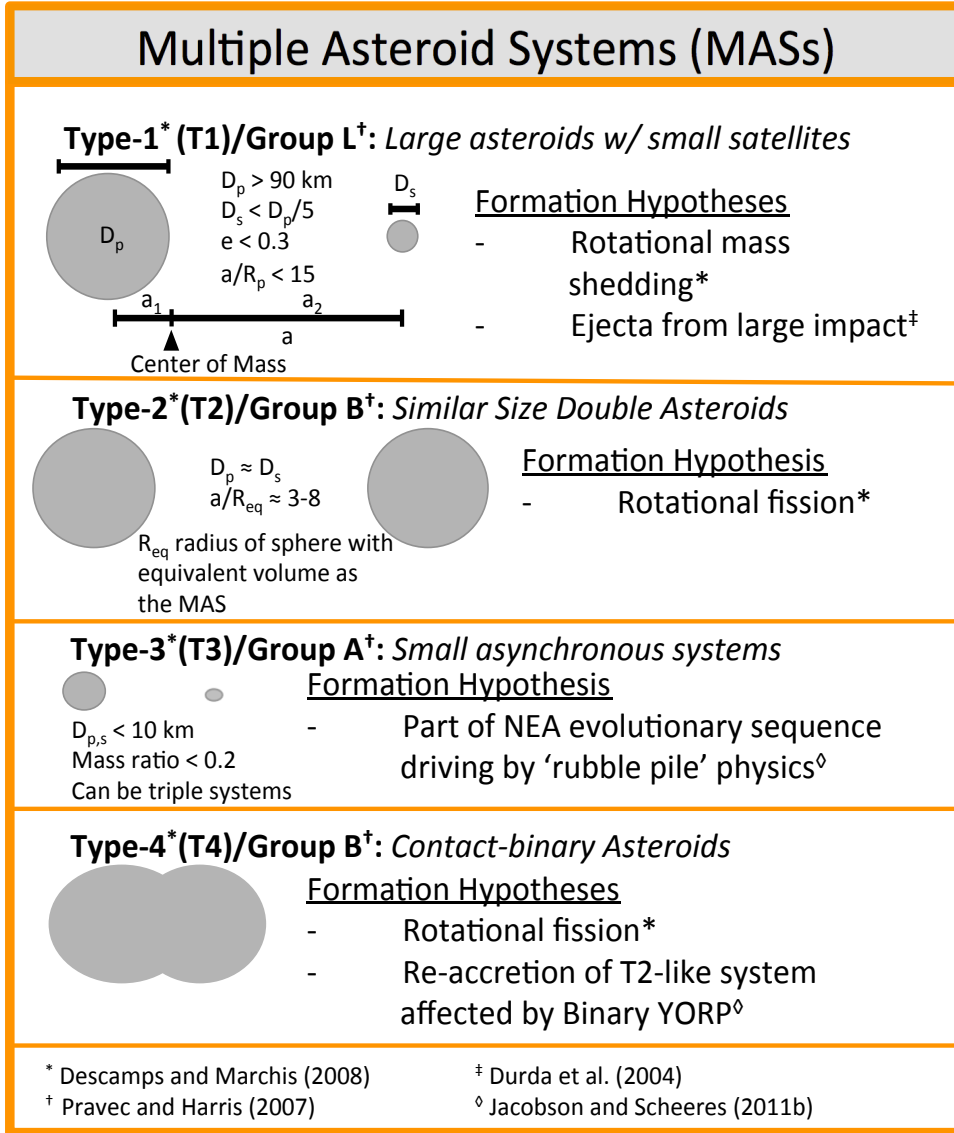 Multiple Asteroid Systems (MASs)
Type-1* (T1)/Group L†: Large asteroids w/ small satellites
Dp > 90 km
Ds < Dp/5
e < 0.3
a/Rp < 15
Dp
Ds
a1
a2
a
Center of Mass
Formation Hypotheses
- Rotational mass
shedding*
- Ejecta from large impact‡
Type-2*(T2)/Group B†: Similar Size Double Asteroids
Dp ≈ Ds
a/Req ≈ 3-8
Req radius of sphere with
equivalent volume as
the MAS
Formation Hypothesis
- Rotational fission*
Type-3*(T3)/Group A†: Small asynchronous systems
Dp,s < 10 km
Mass ratio < 0.2
Can be triple systems
Formation Hypothesis
- Part of NEA evolutionary sequence
driving by ‘rubble pile’ physics◊
Type-4*(T4)/Group B†: Contact-binary Asteroids
Formation Hypotheses
- Rotational fission*
- Re-accretion of T2-like system
affected by Binary YORP◊
* Descamps and Marchis (2008)
† Pravec and Harris (2007)
‡ Durda et al. (2004)
◊ Jacobson and Scheeres (2011b)